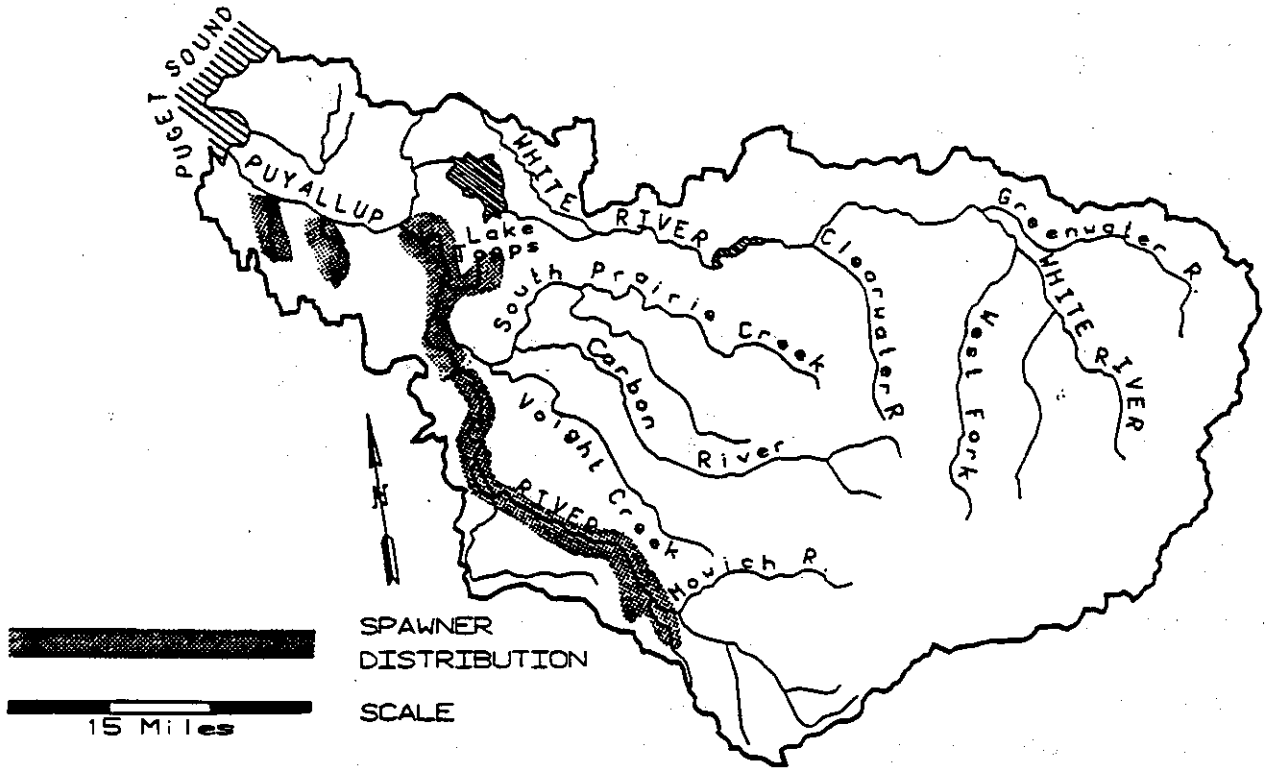 PUGET SOUND
PUYALLUP
WHITE
RIVER
Lake
Tapps
South Prairie Creek
Carbon
River
Voight Creek
RIVER
Mowich R.
Clearwater R
West Fork
WHITE RIVER
Greenwater R.
N
SPAWNER
DISTRIBUTION
SCALE
15 Miles